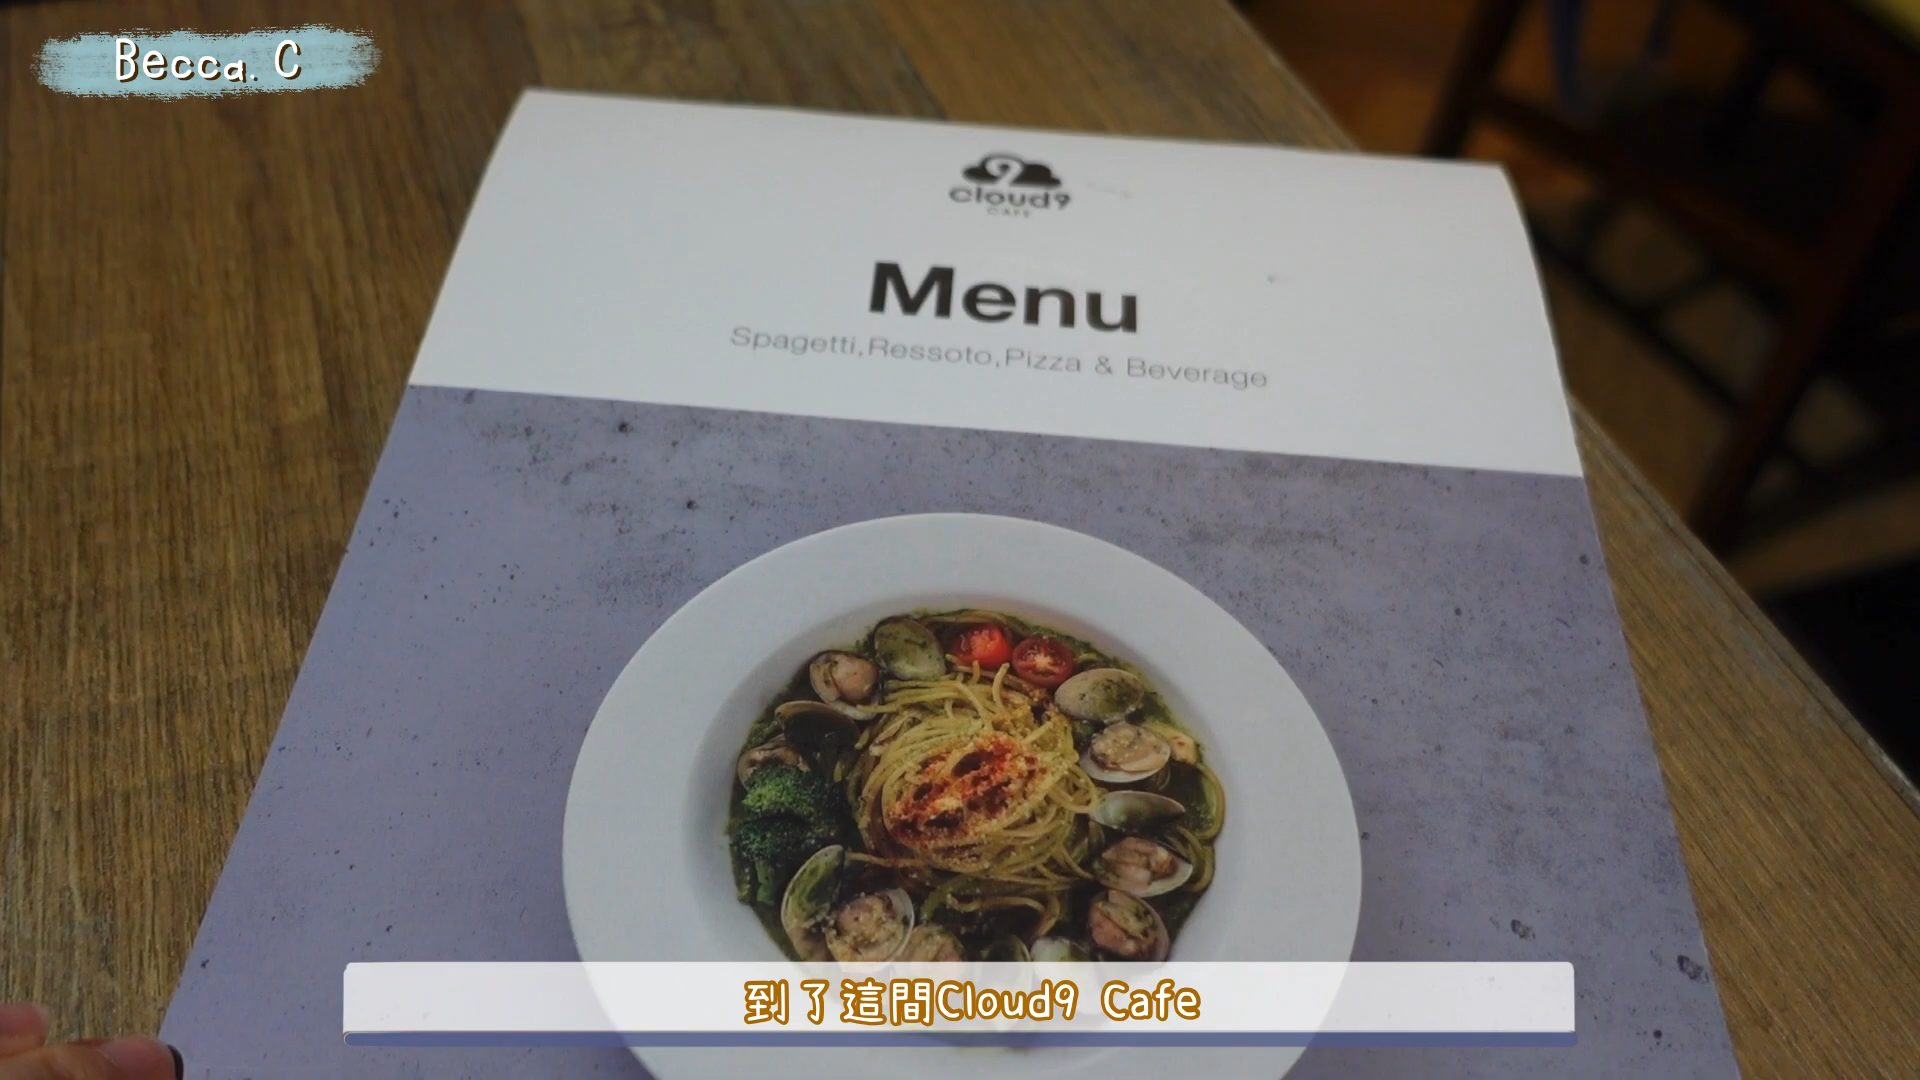 Becca. C
9
cloud9
CAFE
Menu
Spagetti,Ressoto,Pizza & Beverage
到了這間Cloud9 Cafe